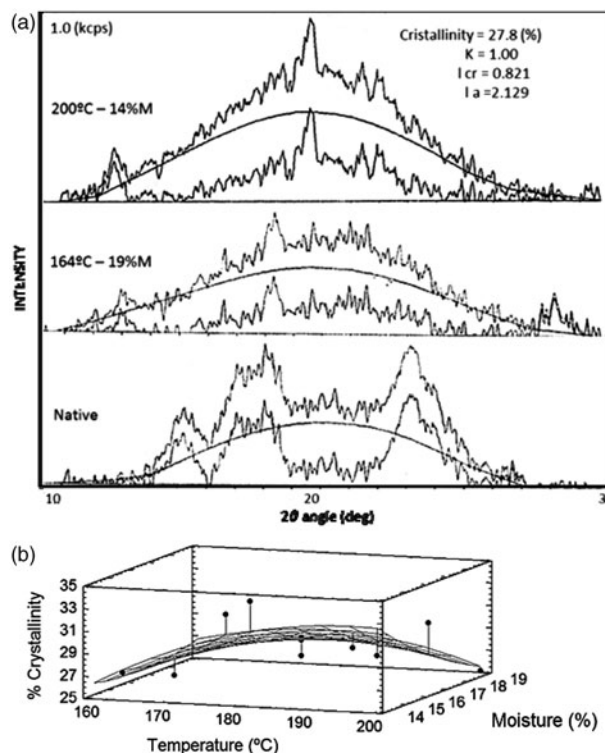 (a)
1.0 (kcps)
Cristallinity = 27.8 (%)
K = 1.00
I cr = 0.821
I a =2.129
200ºC – 14%M
164ºC – 19%M
Native
INTENSITY
10
20
3
2θ angle (deg)
(b)
35
33
31
29
27
25
% Crystallinity
160
170
180
190
200
Temperature (ºC)
14
15
16
17
18
19
Moisture (%)